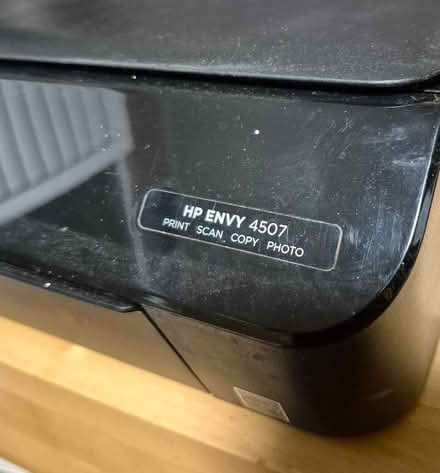 HP ENVY 4507
PRINT SCAN COPY PHOTO